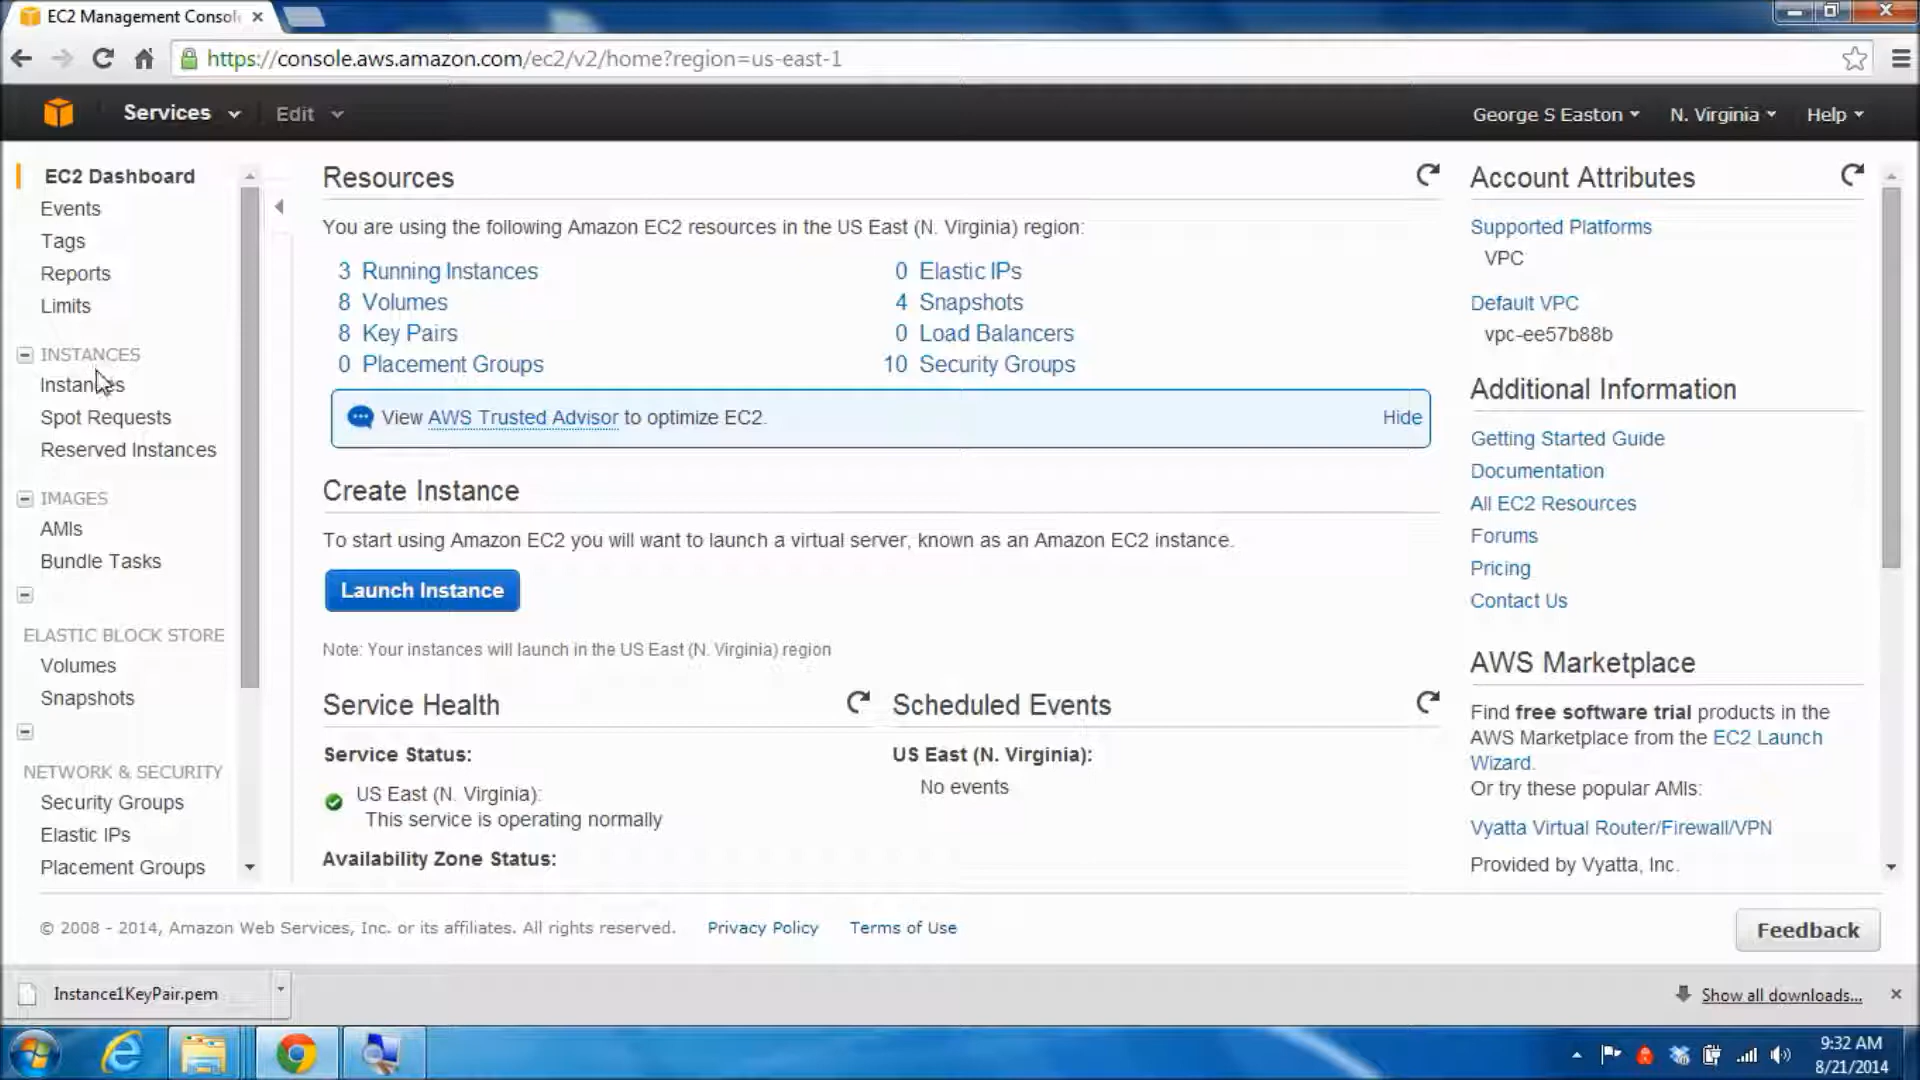 EC2 Management Consol
https://console.aws.amazon.com/ec2/v2/home?region=us-east-1
Services Edit George S Easton N. Virginia Help
EC2 Dashboard
Events
Tags
Reports
Limits
INSTANCES
Instances
Spot Requests
Reserved Instances
IMAGES
AMIs
Bundle Tasks
ELASTIC BLOCK STORE
Volumes
Snapshots
NETWORK & SECURITY
Security Groups
Elastic IPs
Placement Groups
Resources
You are using the following Amazon EC2 resources in the US East (N. Virginia) region:
3 Running Instances
8 Volumes
8 Key Pairs
0 Placement Groups
0 Elastic IPs
4 Snapshots
0 Load Balancers
10 Security Groups
View AWS Trusted Advisor to optimize EC2. Hide
Create Instance
To start using Amazon EC2 you will want to launch a virtual server, known as an Amazon EC2 instance.
Launch Instance
Note: Your instances will launch in the US East (N. Virginia) region
Service Health
Service Status:
US East (N. Virginia):
This service is operating normally
Availability Zone Status:
Scheduled Events
US East (N. Virginia):
No events
Account Attributes
Supported Platforms
VPC
Default VPC
vpc-ee57b88b
Additional Information
Getting Started Guide
Documentation
All EC2 Resources
Forums
Pricing
Contact Us
AWS Marketplace
Find free software trial products in the
AWS Marketplace from the EC2 Launch
Wizard.
Or try these popular AMIs:
Vyatta Virtual Router/Firewall/VPN
Provided by Vyatta, Inc.
© 2008 - 2014, Amazon Web Services, Inc. or its affiliates. All rights reserved. Privacy Policy Terms of Use
Feedback
Instance1KeyPair.pem
Show all downloads...
9:32 AM
8/21/2014